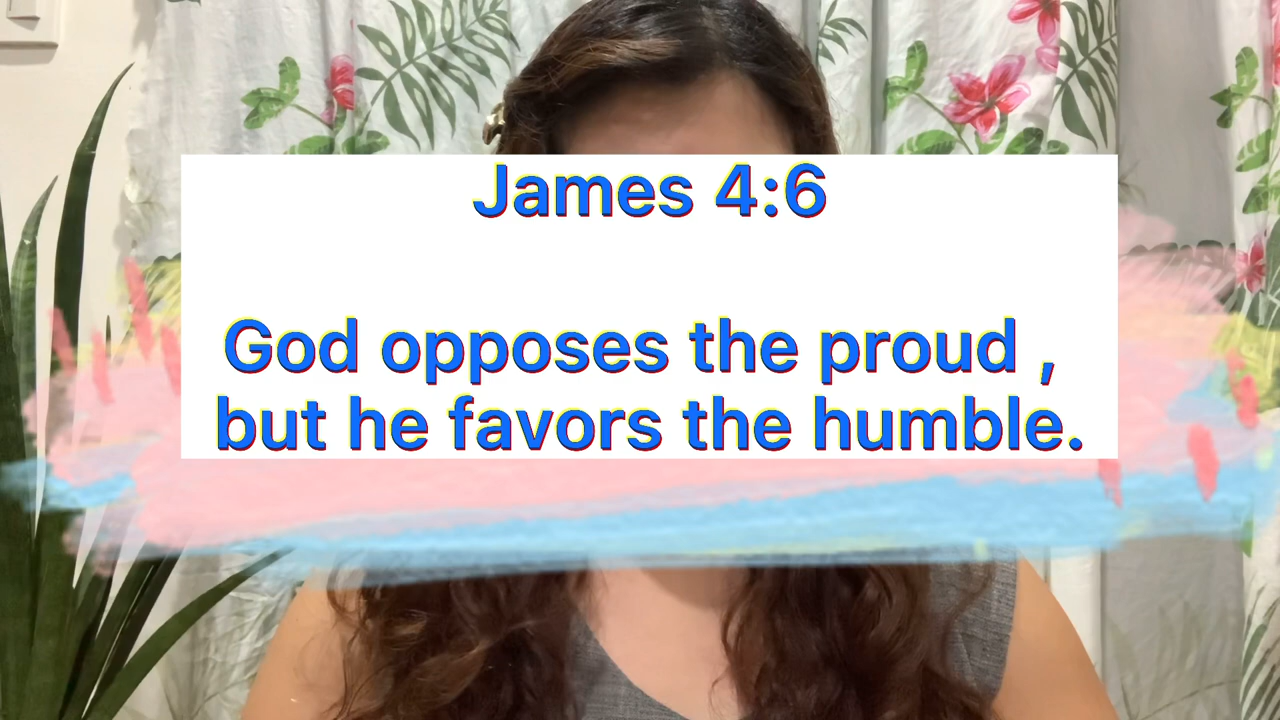 James 4:6
God opposes the proud ,
but he favors the humble.